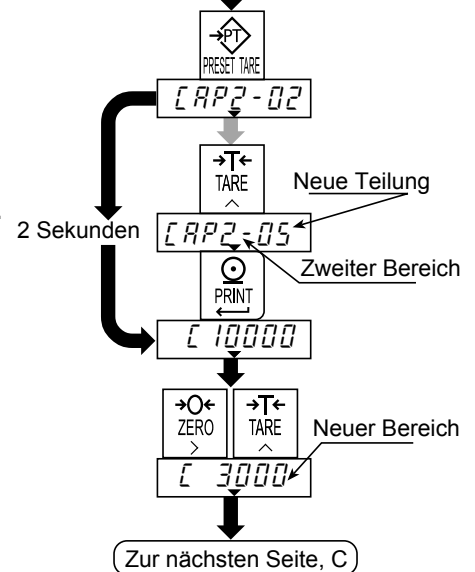 →PT
PRESET TARE
CAP2-02
→T←
TARE
Neue Teilung
2 Sekunden
CAP2-05
Zweiter Bereich
PRINT
C 10000
→O← →T←
ZERO TARE
Neuer Bereich
C 3000
Zur nächsten Seite, C